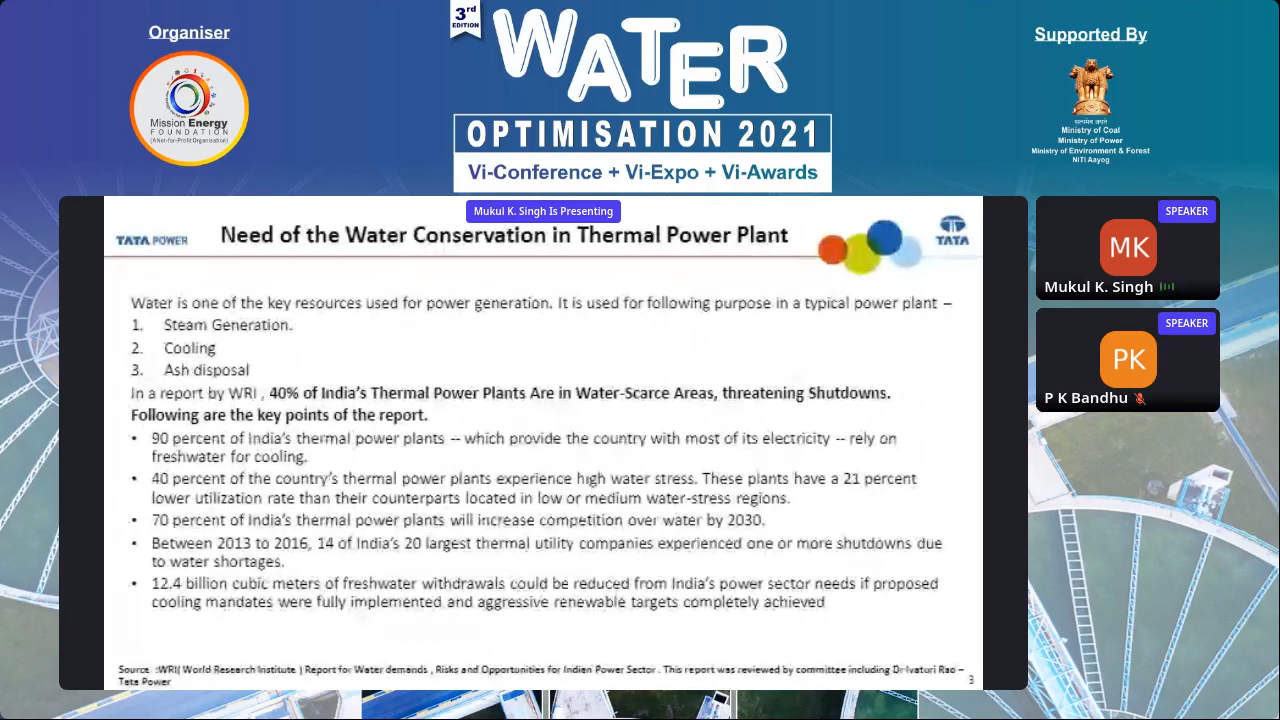 Organiser
Mission Energy
FOUNDATION
(A Not-for-Profit Organisation)
3rd
EDITION
WATER
OPTIMISATION 2021
Vi-Conference + Vi-Expo + Vi-Awards
Supported By
सत्यमेव जयते
Ministry of Coal
Ministry of Power
Ministry of Environment & Forest
NITI Aayog
Mukul K. Singh Is Presenting
TATA POWER
Need of the Water Conservation in Thermal Power Plant
TATA
Water is one of the key resources used for power generation. It is used for following purpose in a typical power plant –
1. Steam Generation.
2. Cooling
3. Ash disposal
In a report by WRI , 40% of India's Thermal Power Plants Are in Water-Scarce Areas, threatening Shutdowns.
Following are the key points of the report.
• 90 percent of India's thermal power plants -- which provide the country with most of its electricity -- rely on
freshwater for cooling.
• 40 percent of the country's thermal power plants experience high water stress. These plants have a 21 percent
lower utilization rate than their counterparts located in low or medium water-stress regions.
• 70 percent of India's thermal power plants will increase competition over water by 2030.
• Between 2013 to 2016, 14 of India's 20 largest thermal utility companies experienced one or more shutdowns due
to water shortages.
• 12.4 billion cubic meters of freshwater withdrawals could be reduced from India's power sector needs if proposed
cooling mandates were fully implemented and aggressive renewable targets completely achieved
Source :WRI( World Research Institute ) Report for Water demands , Risks and Opportunities for Indian Power Sector . This report was reviewed by committee including Dr Ivaturi Rao –
Tata Power
3
SPEAKER
MK
Mukul K. Singh
SPEAKER
PK
P K Bandhu